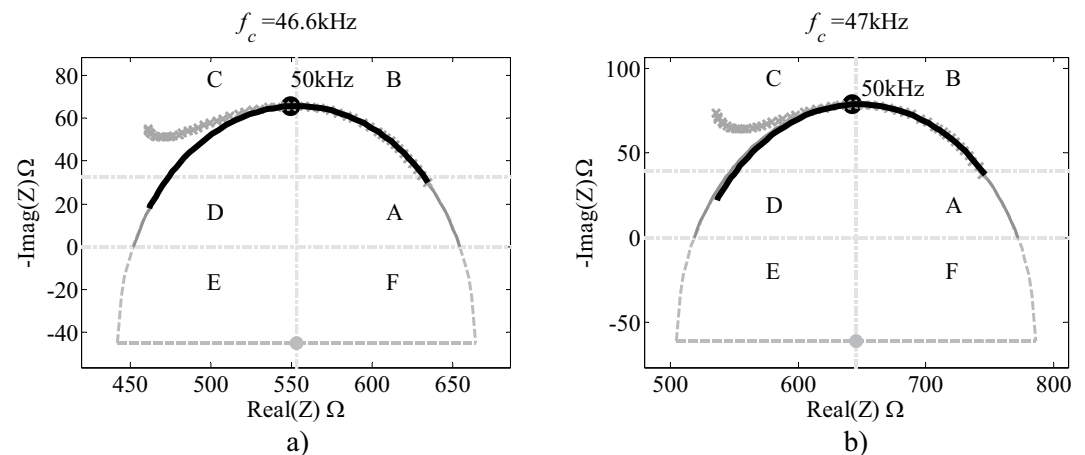 f_c =46.6kHz
80
60
40
20
0
-20
-40
-Imag(Z) Ω
C
50kHz
B
D
A
E
F
450
500
550
600
650
Real(Z) Ω
a)
f_c =47kHz
100
50
0
-50
-Imag(Z) Ω
C
50kHz
B
D
A
E
F
500
600
700
800
Real(Z) Ω
b)